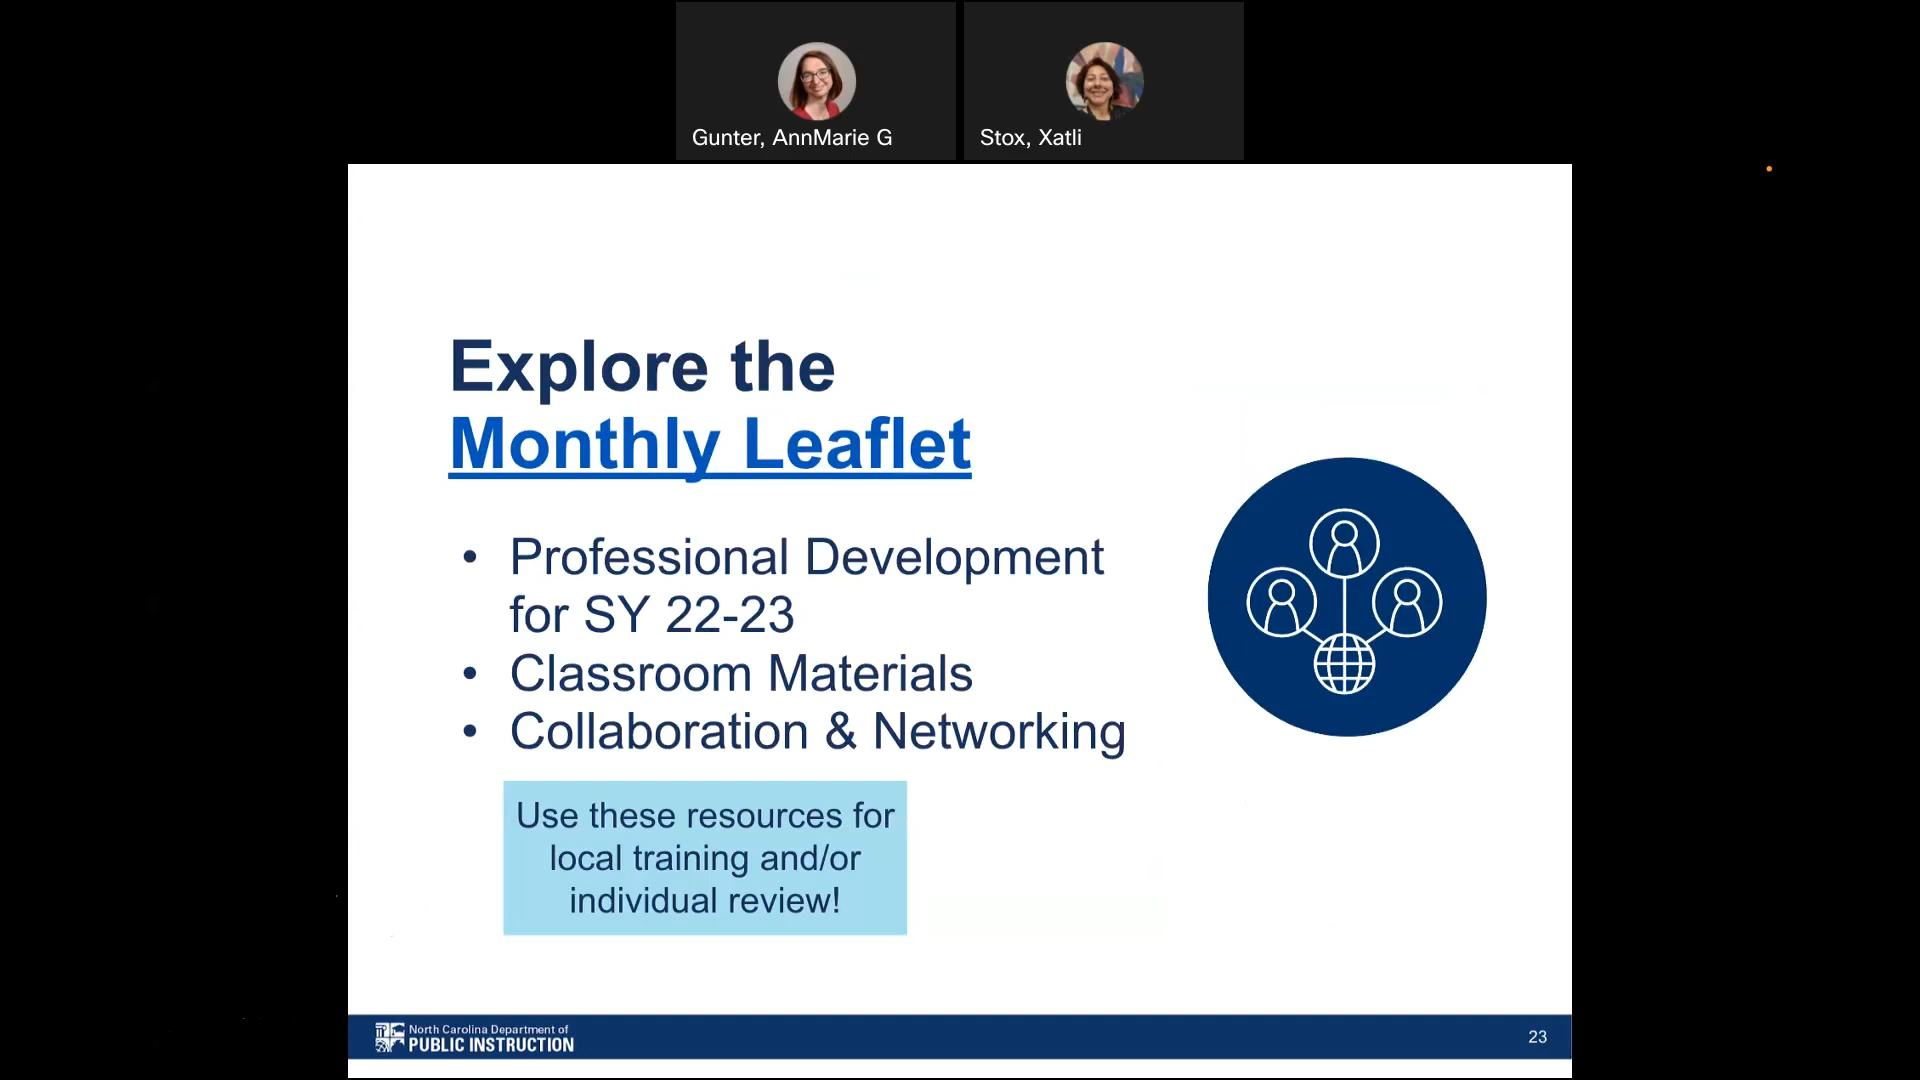 Gunter, AnnMarie G
Stox, Xatli
Explore the
Monthly Leaflet
• Professional Development
for SY 22-23
• Classroom Materials
• Collaboration & Networking
Use these resources for
local training and/or
individual review!
North Carolina Department of
PUBLIC INSTRUCTION
23